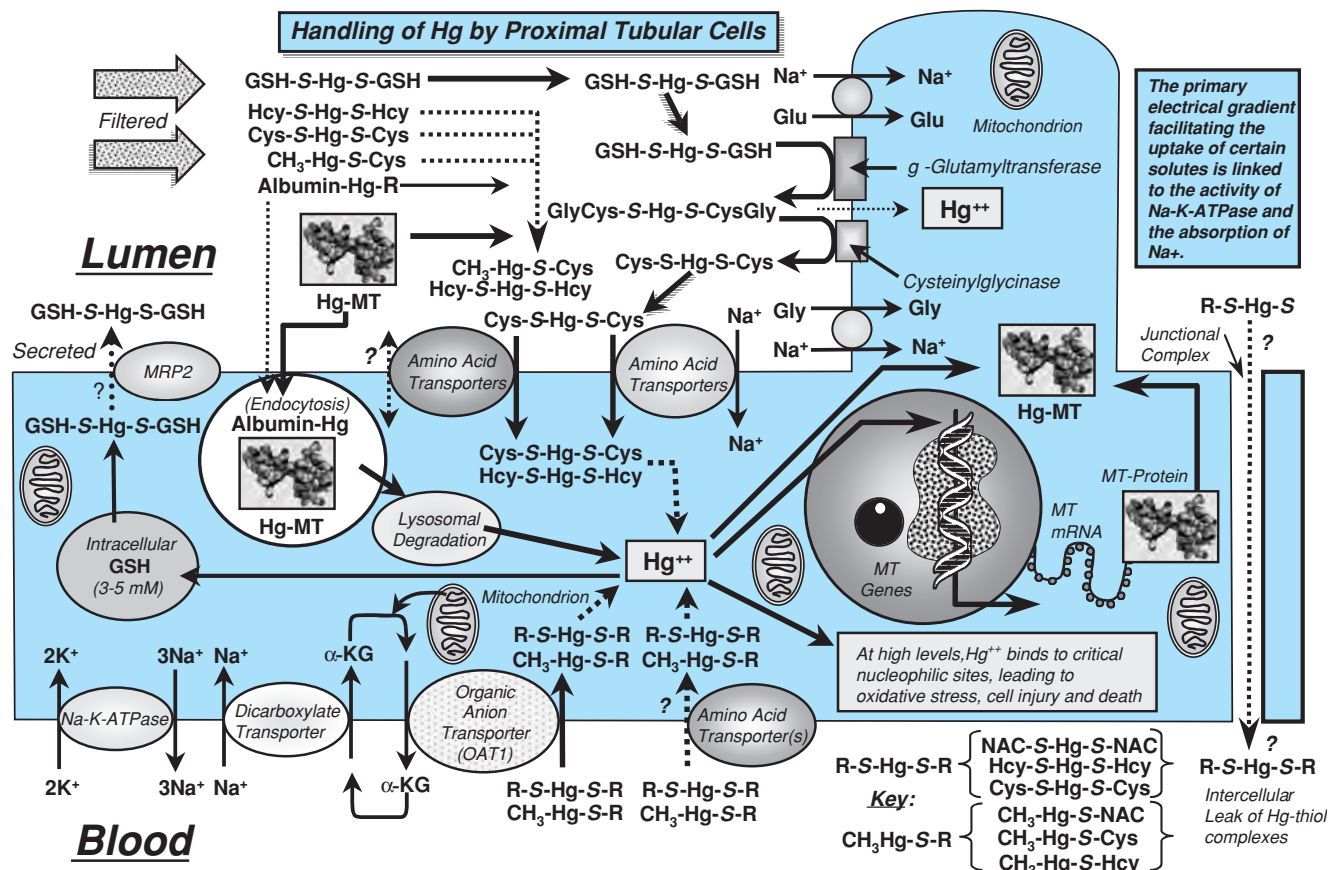 Handling of Hg by Proximal Tubular Cells
Filtered
GSH-S-Hg-S-GSH
Hcy-S-Hg-S-Hcy
Cys-S-Hg-S-Cys
CH₃-Hg-S-Cys
Albumin-Hg-R
GSH-S-Hg-S-GSH
GSH-S-Hg-S-GSH
GlyCys-S-Hg-S-CysGly
Cys-S-Hg-S-Cys
Na⁺
Na⁺
Glu
Glu
Mitochondrion
g -Glutamyltransferase
Hg⁺⁺
Cysteinylglycinase
Gly
Gly
Na⁺
Na⁺
The primary
electrical gradient
facilitating the
uptake of certain
solutes is linked
to the activity of
Na-K-ATPase and
the absorption of
Na+.
Lumen
Hg-MT
CH₃-Hg-S-Cys
Hcy-S-Hg-S-Hcy
Cys-S-Hg-S-Cys
GSH-S-Hg-S-GSH
Secreted
?
MRP2
GSH-S-Hg-S-GSH
(Endocytosis)
Albumin-Hg
Hg-MT
?
Amino Acid
Transporters
Amino Acid
Transporters
Na⁺
Na⁺
Cys-S-Hg-S-Cys
Hcy-S-Hg-S-Hcy
Lysosomal
Degradation
Intracellular
GSH
(3-5 mM)
Hg⁺⁺
MT
Genes
MT
mRNA
MT-Protein
Hg-MT
R-S-Hg-S
?
Junctional
Complex
Mitochondrion
R-S-Hg-S-R
CH₃-Hg-S-R
R-S-Hg-S-R
CH₃-Hg-S-R
At high levels,Hg⁺⁺ binds to critical
nucleophilic sites, leading to
oxidative stress, cell injury and death
2K⁺
3Na⁺
Na⁺
α-KG
Na-K-ATPase
Dicarboxylate
Transporter
Organic
Anion
Transporter
(OAT1)
?
Amino Acid
Transporter(s)
2K⁺
3Na⁺
Na⁺
α-KG
R-S-Hg-S-R
CH₃-Hg-S-R
R-S-Hg-S-R
CH₃-Hg-S-R
Blood
R-S-Hg-S-R
NAC-S-Hg-S-NAC
Hcy-S-Hg-S-Hcy
Cys-S-Hg-S-Cys
Key:
CH₃Hg-S-R
CH₃-Hg-S-NAC
CH₃-Hg-S-Cys
CH₃-Hg-S-Hcy
?
R-S-Hg-S-R
Intercellular
Leak of Hg-thiol
complexes